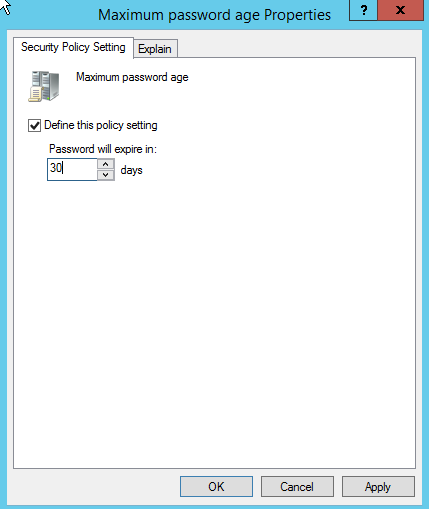 Maximum password age Properties
? x
Security Policy Setting Explain
Maximum password age
Define this policy setting
Password will expire in:
30 days
OK Cancel Apply